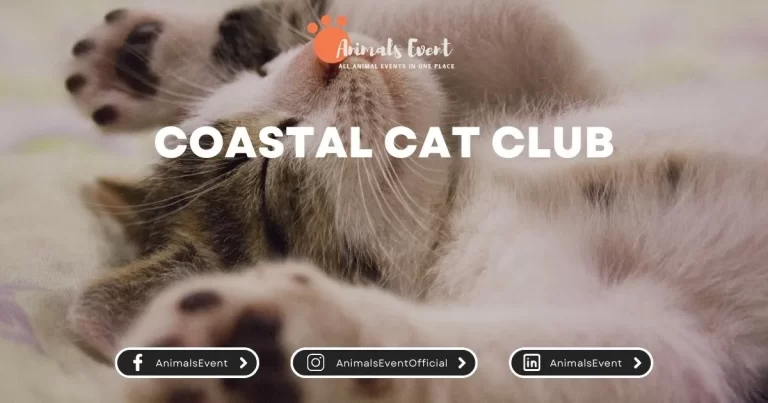 Animals Event
ALL ANIMAL EVENTS IN ONE PLACE
COASTAL CAT CLUB
AnimalsEvent
AnimalsEventOfficial
AnimalsEvent